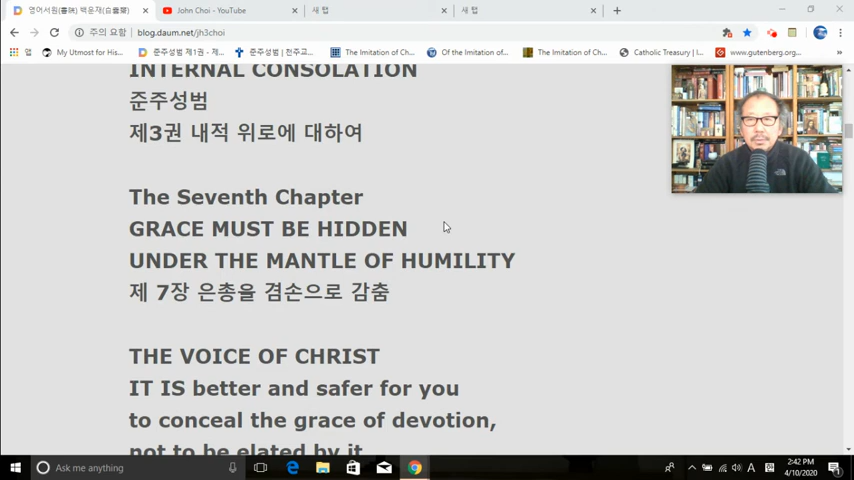 영어서원(書院) 백운재(白雲齋)
John Choi - YouTube
새 탭
새 탭
주의 요함
blog.daum.net/jh3choi
앱
My Utmost for His...
준주성범 제1권 - 제...
준주성범 | 천주교...
The Imitation of Ch...
Of the Imitation of...
The Imitation of Ch...
Catholic Treasury | I...
www.gutenberg.org...
INTERNAL CONSOLATION
준주성범
제3권 내적 위로에 대하여
The Seventh Chapter
GRACE MUST BE HIDDEN
UNDER THE MANTLE OF HUMILITY
제 7장 은총을 겸손으로 감춤
THE VOICE OF CHRIST
IT IS better and safer for you
to conceal the grace of devotion,
not to be elated by it
Ask me anything
A
2:42 PM
4/10/2020